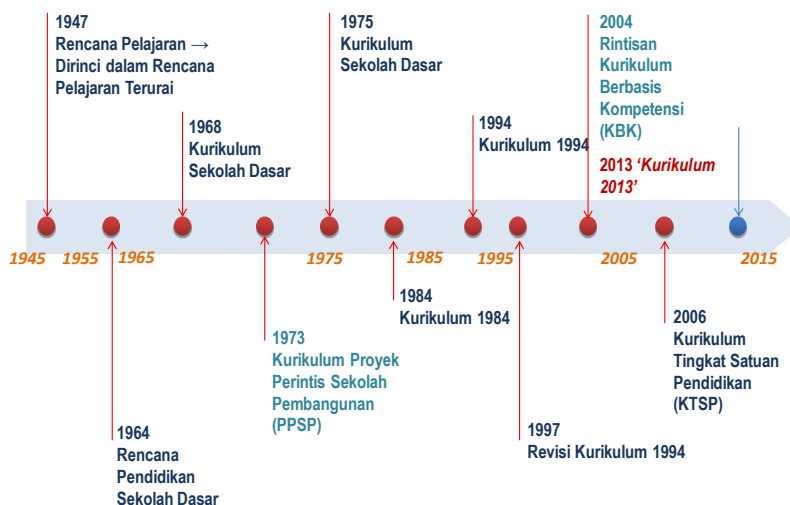 1947
Rencana Pelajaran →
Dirinci dalam Rencana
Pelajaran Terurai
1975
Kurikulum
Sekolah Dasar
2004
Rintisan
Kurikulum
Berbasis
Kompetensi
(KBK)
1968
Kurikulum
Sekolah Dasar
1994
Kurikulum 1994
2013 ‘Kurikulum
2013’
1945 1955 1965 1975 1985 1995 2005 2015
1964
Rencana
Pendidikan
Sekolah Dasar
1973
Kurikulum Proyek
Perintis Sekolah
Pembangunan
(PPSP)
1984
Kurikulum 1984
1997
Revisi Kurikulum 1994
2006
Kurikulum
Tingkat Satuan
Pendidikan
(KTSP)